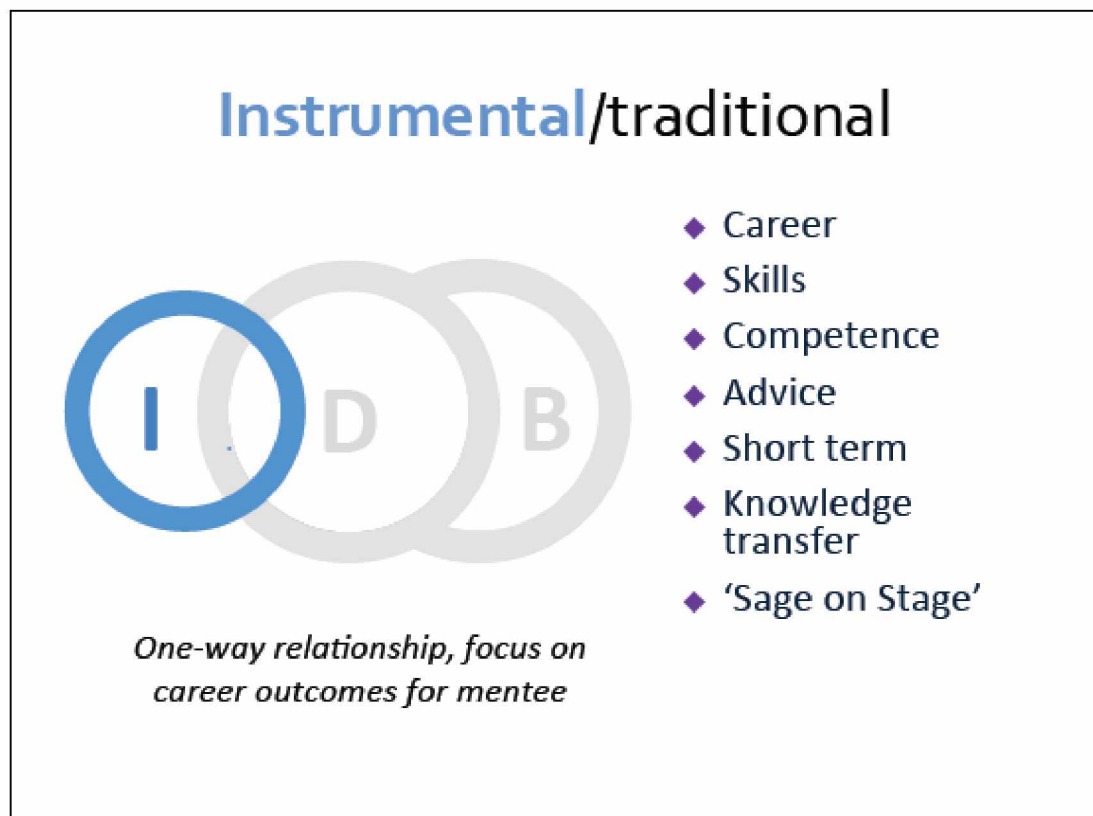 Instrumental/traditional
I
D
B
One-way relationship, focus on
career outcomes for mentee
Career
Skills
Competence
Advice
Short term
Knowledge
transfer
‘Sage on Stage’